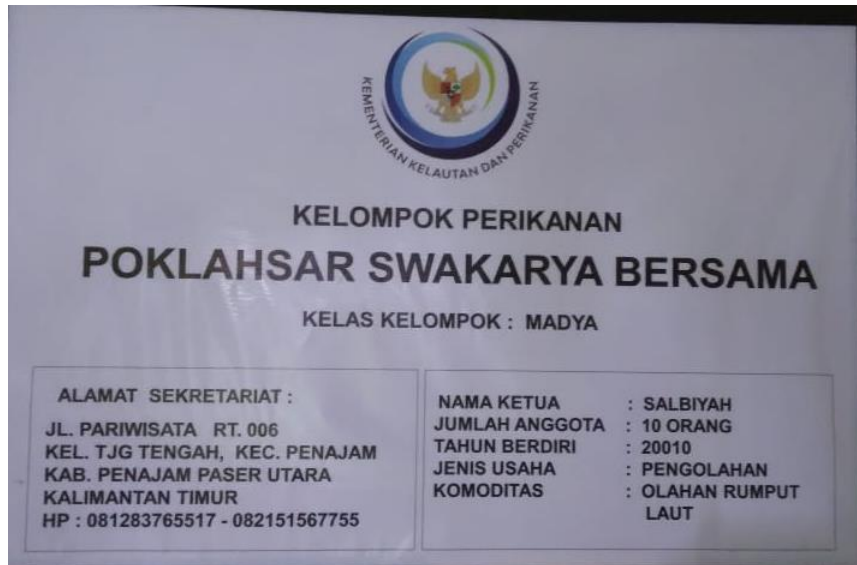 KEMENTERIAN KELAUTAN DAN PERIKANAN
KELOMPOK PERIKANAN
POKLAHSAR SWAKARYA BERSAMA
KELAS KELOMPOK : MADYA
ALAMAT SEKRETARIAT :
JL. PARIWISATA RT. 006
KEL. TJG TENGAH, KEC. PENAJAM
KAB. PENAJAM PASER UTARA
KALIMANTAN TIMUR
HP : 081283765517 - 082151567755
NAMA KETUA : SALBIYAH
JUMLAH ANGGOTA : 10 ORANG
TAHUN BERDIRI : 20010
JENIS USAHA : PENGOLAHAN
KOMODITAS : OLAHAN RUMPUT
LAUT